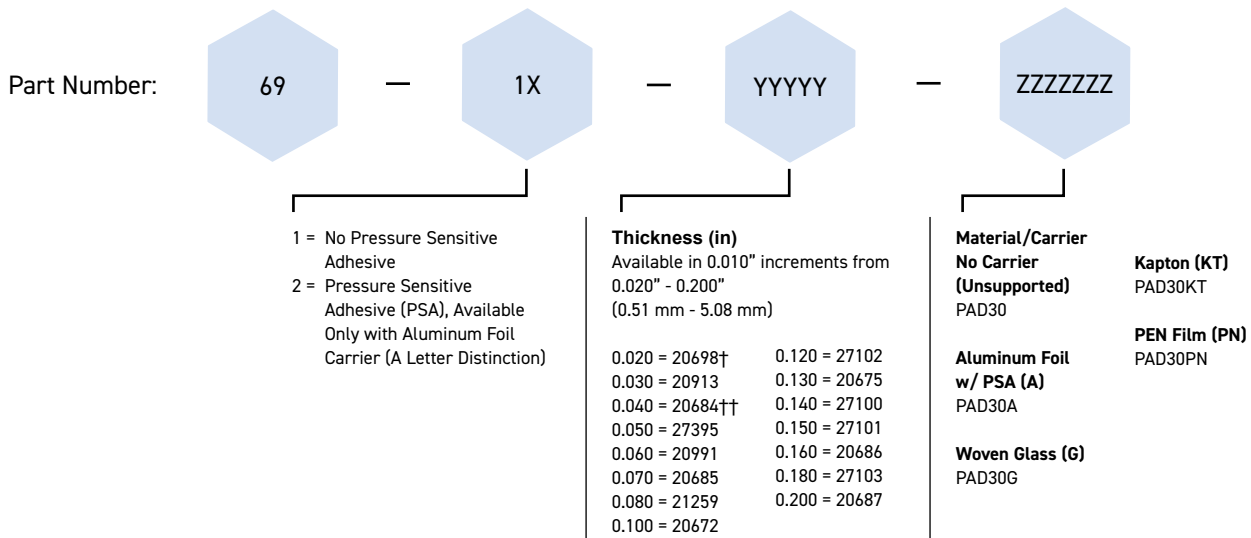 Part Number: 69 — 1X — YYYYY — ZZZZZZZ
1 = No Pressure Sensitive
Adhesive
2 = Pressure Sensitive
Adhesive (PSA), Available
Only with Aluminum Foil
Carrier (A Letter Distinction)
Thickness (in)
Available in 0.010” increments from
0.020” - 0.200”
(0.51 mm - 5.08 mm)
0.020 = 20698†
0.030 = 20913
0.040 = 20684††
0.050 = 27395
0.060 = 20991
0.070 = 20685
0.080 = 21259
0.100 = 20672
0.120 = 27102
0.130 = 20675
0.140 = 27100
0.150 = 27101
0.160 = 20686
0.180 = 27103
0.200 = 20687
Material/Carrier
No Carrier
(Unsupported)
PAD30
Aluminum Foil
w/ PSA (A)
PAD30A
Woven Glass (G)
PAD30G
Kapton (KT)
PAD30KT
PEN Film (PN)
PAD30PN